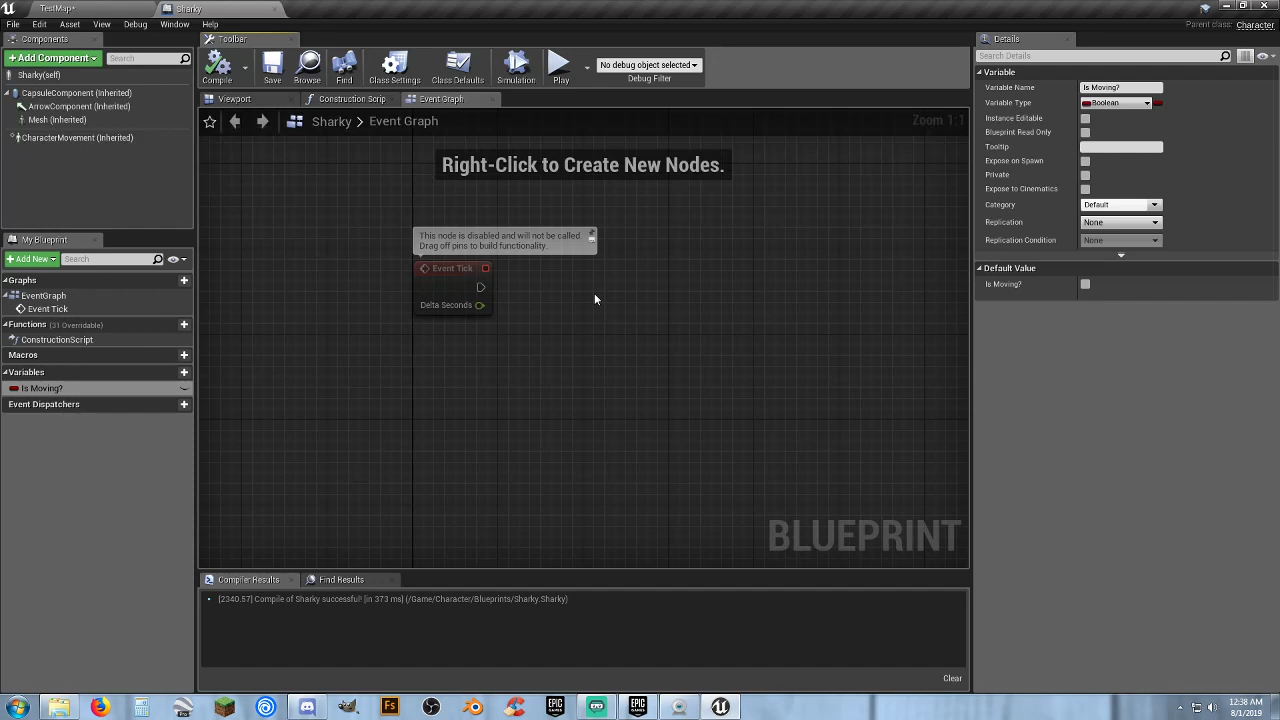 TestMap*
Sharky
File Edit Asset View Debug Window Help
Parent class: Character
Components
+Add Component Search
Sharky(self)
CapsuleComponent (Inherited)
ArrowComponent (Inherited)
Mesh (Inherited)
CharacterMovement (Inherited)
My Blueprint
+Add New Search
Graphs
EventGraph
Event Tick
Functions (31 Overridable)
ConstructionScript
Macros
Variables
Is Moving?
Event Dispatchers
Toolbar
Compile Save Browse Find Class Settings Class Defaults Simulation Play
No debug object selected
Debug Filter
Viewport Construction Scrip Event Graph
Sharky Event Graph Zoom 1:1
Right-Click to Create New Nodes.
This node is disabled and will not be called.
Drag off pins to build functionality.
Event Tick
Delta Seconds
BLUEPRINT
Compiler Results Find Results
[2340.57] Compile of Sharky successful! [in 373 ms] (/Game/Character/Blueprints/Sharky.Sharky)
Clear
Details
Search Details
Variable
Variable Name Is Moving?
Variable Type Boolean
Instance Editable
Blueprint Read Only
Tooltip
Expose on Spawn
Private
Expose to Cinematics
Category Default
Replication None
Replication Condition None
Default Value
Is Moving?
Fs
EPIC GAMES
EPIC GAMES
12:38 AM
8/1/2019